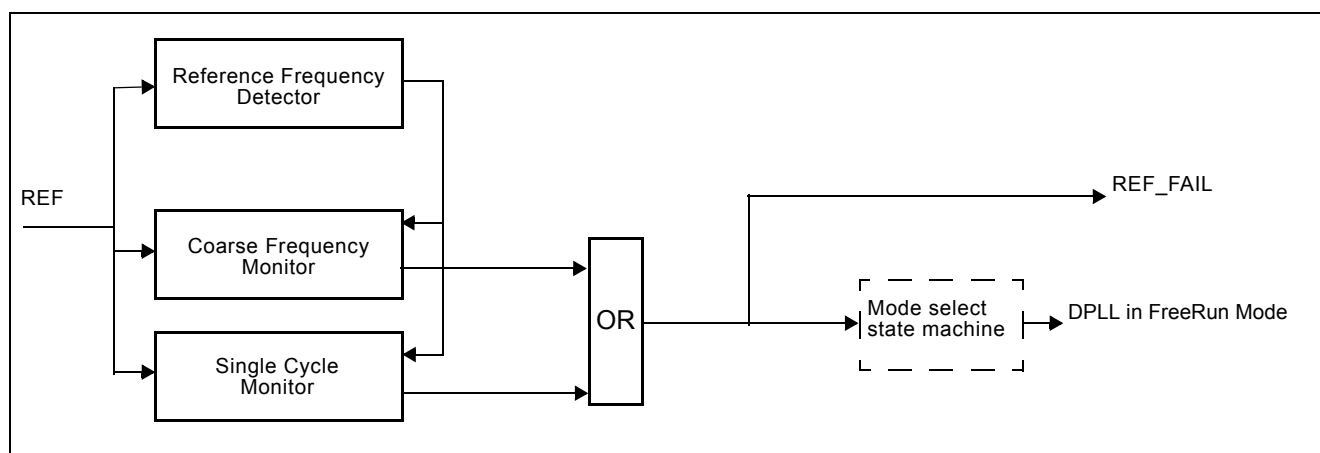 Reference Frequency
Detector
REF
REF_FAIL
Coarse Frequency
Monitor
OR
Mode select
state machine
DPLL in FreeRun Mode
Single Cycle
Monitor